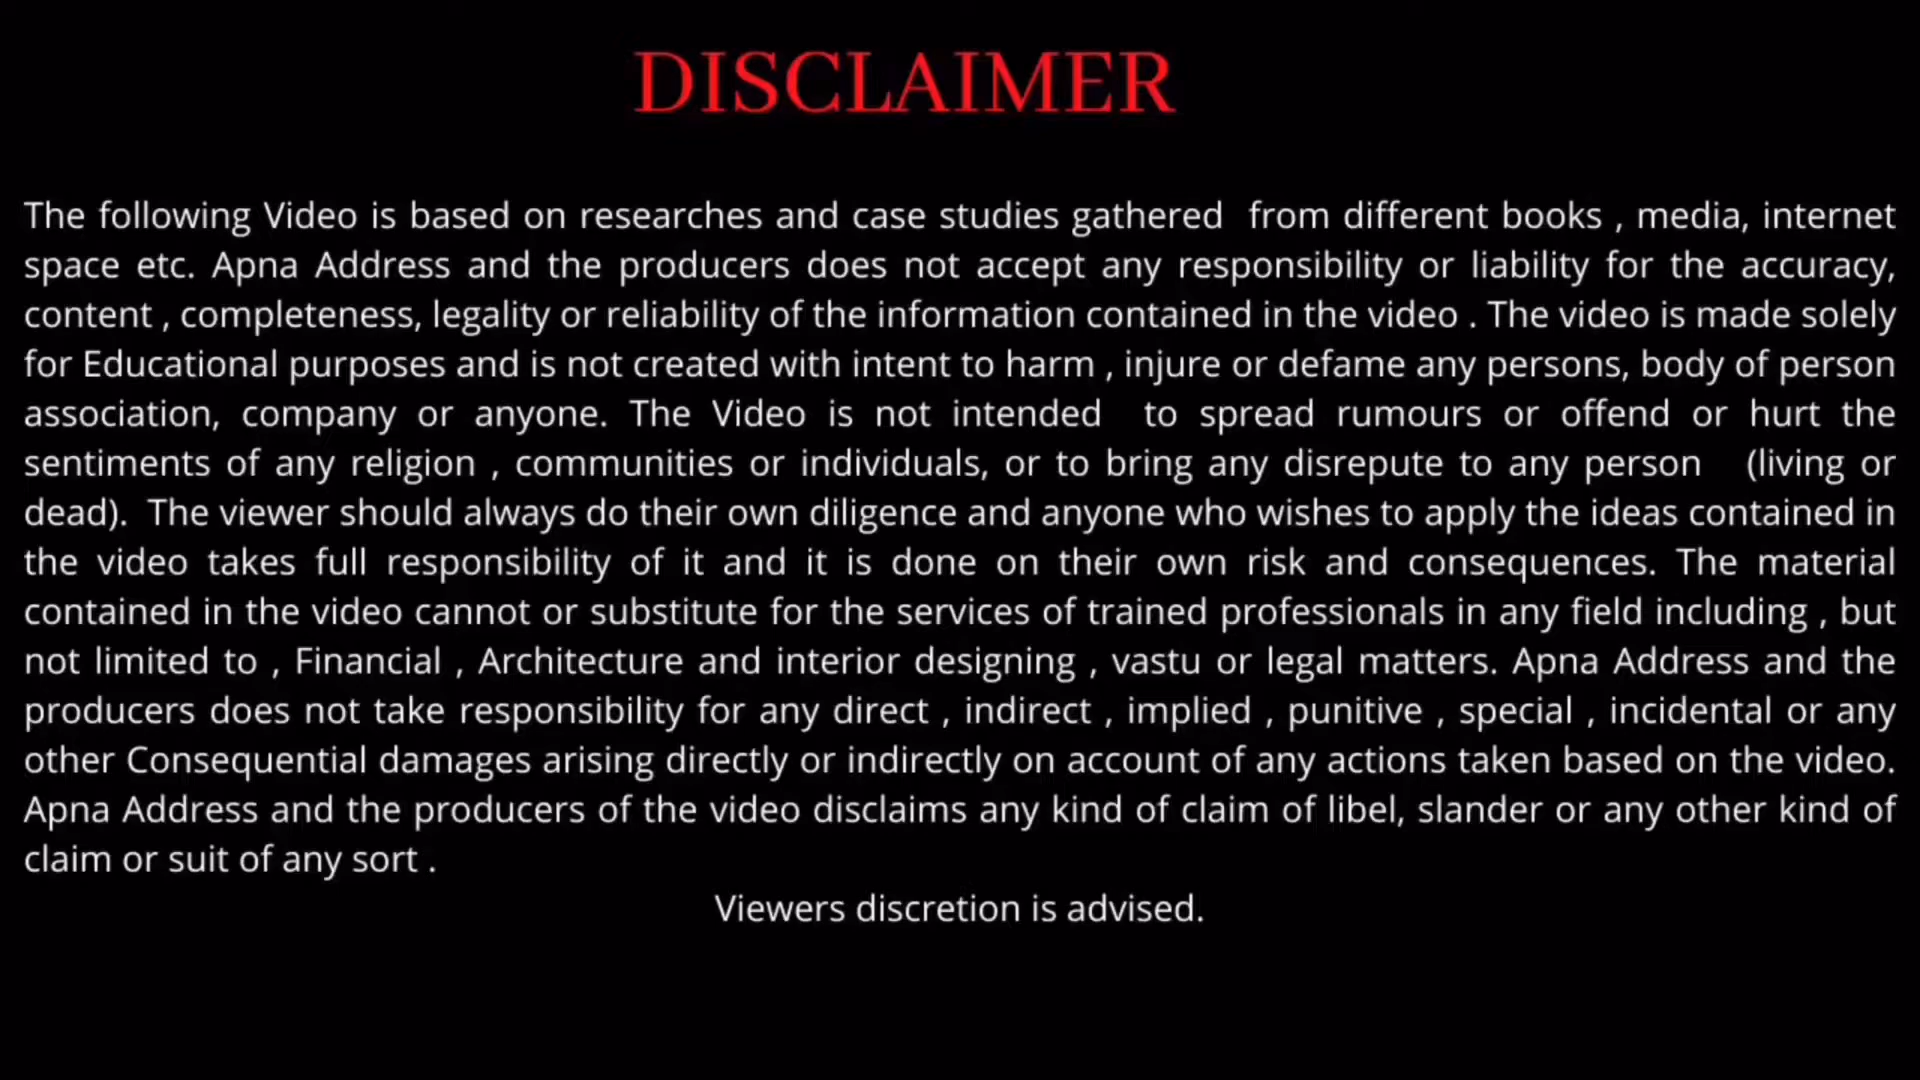 DISCLAIMER
The following Video is based on researches and case studies gathered from different books , media, internet
space etc. Apna Address and the producers does not accept any responsibility or liability for the accuracy,
content , completeness, legality or reliability of the information contained in the video . The video is made solely
for Educational purposes and is not created with intent to harm , injure or defame any persons, body of person
association, company or anyone. The Video is not intended to spread rumours or offend or hurt the
sentiments of any religion , communities or individuals, or to bring any disrepute to any person (living or
dead). The viewer should always do their own diligence and anyone who wishes to apply the ideas contained in
the video takes full responsibility of it and it is done on their own risk and consequences. The material
contained in the video cannot or substitute for the services of trained professionals in any field including , but
not limited to , Financial , Architecture and interior designing , vastu or legal matters. Apna Address and the
producers does not take responsibility for any direct , indirect , implied , punitive , special , incidental or any
other Consequential damages arising directly or indirectly on account of any actions taken based on the video.
Apna Address and the producers of the video disclaims any kind of claim of libel, slander or any other kind of
claim or suit of any sort .
Viewers discretion is advised.